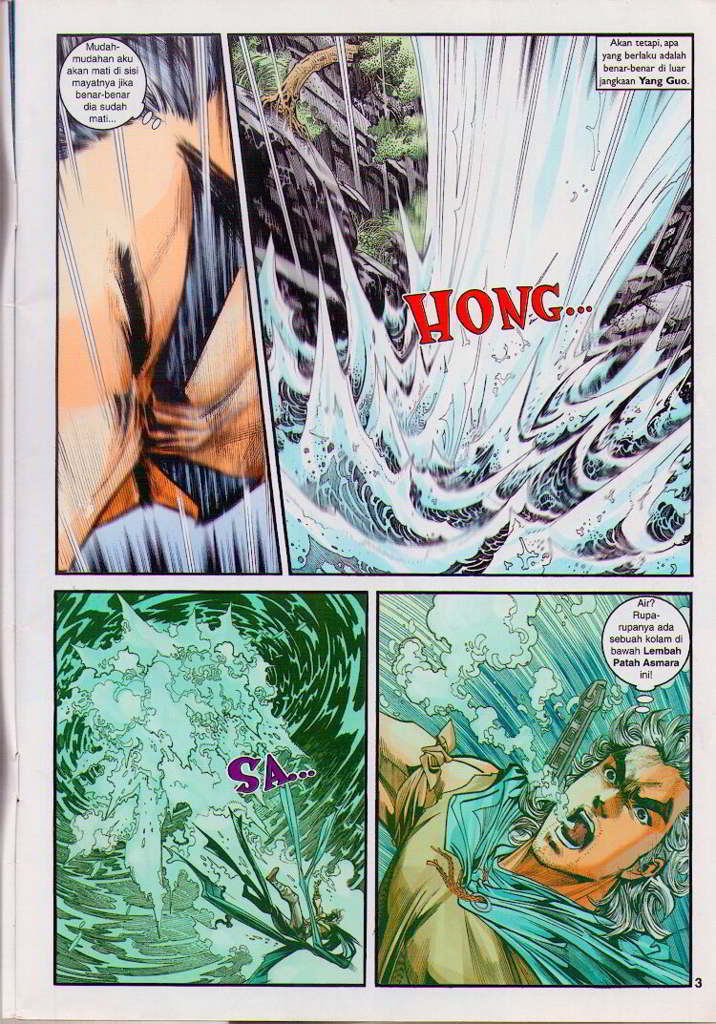 Mudah-
mudahan aku
akan mati di sisi
mayatnya jika
benar-benar
dia sudah
mati...
Akan tetapi, apa
yang berlaku adalah
benar-benar di luar
jangkaan Yang Guo.
HONG...
SA...
Air?
Rupa-
rupanya ada
sebuah kolam di
bawah Lembah
Patah Asmara
ini!
3